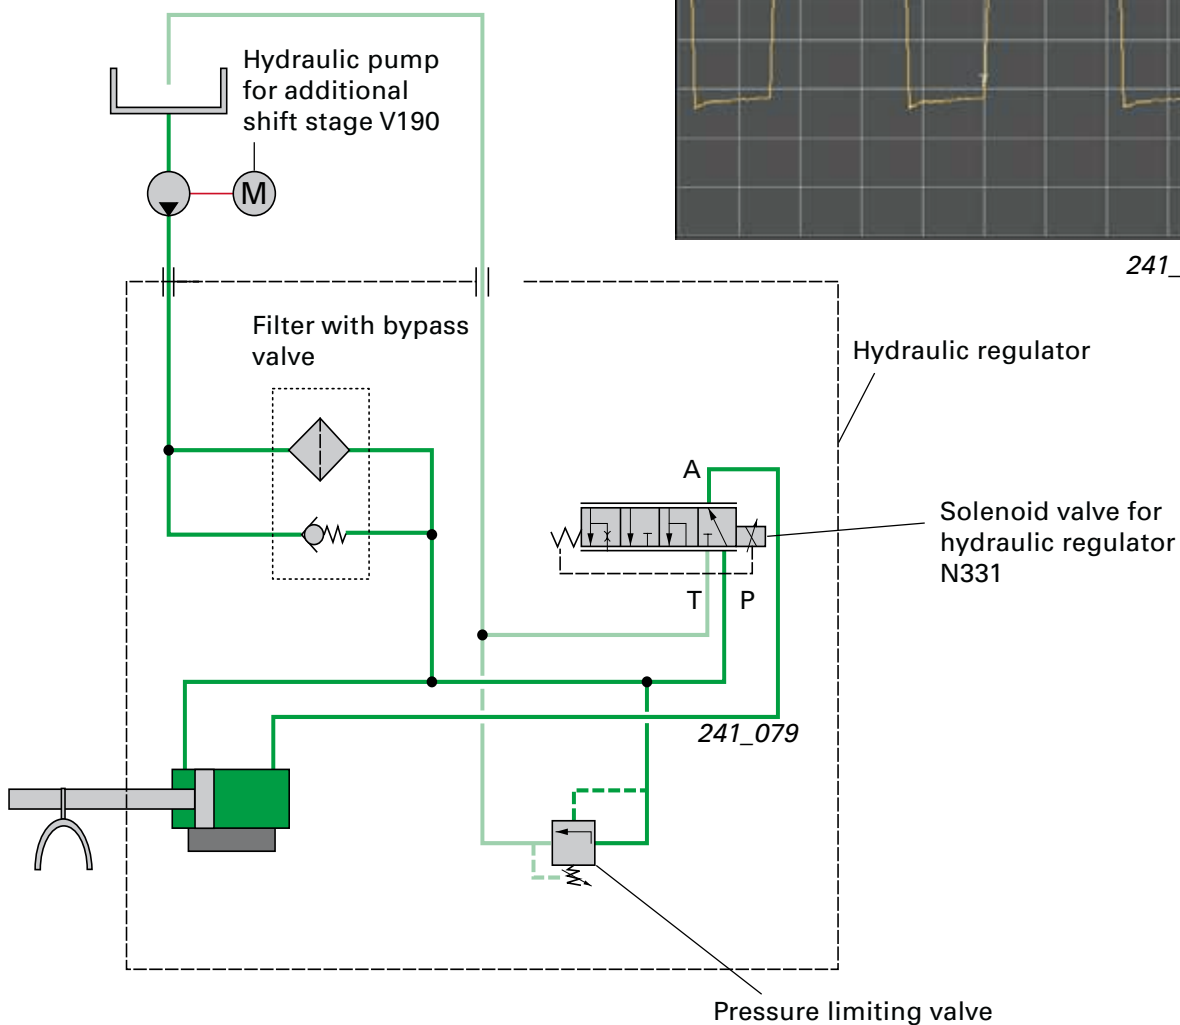 Hydraulic pump
for additional
shift stage V190
M
241_
Filter with bypass
valve
Hydraulic regulator
A
Solenoid valve for
hydraulic regulator
N331
T P
241_079
Pressure limiting valve